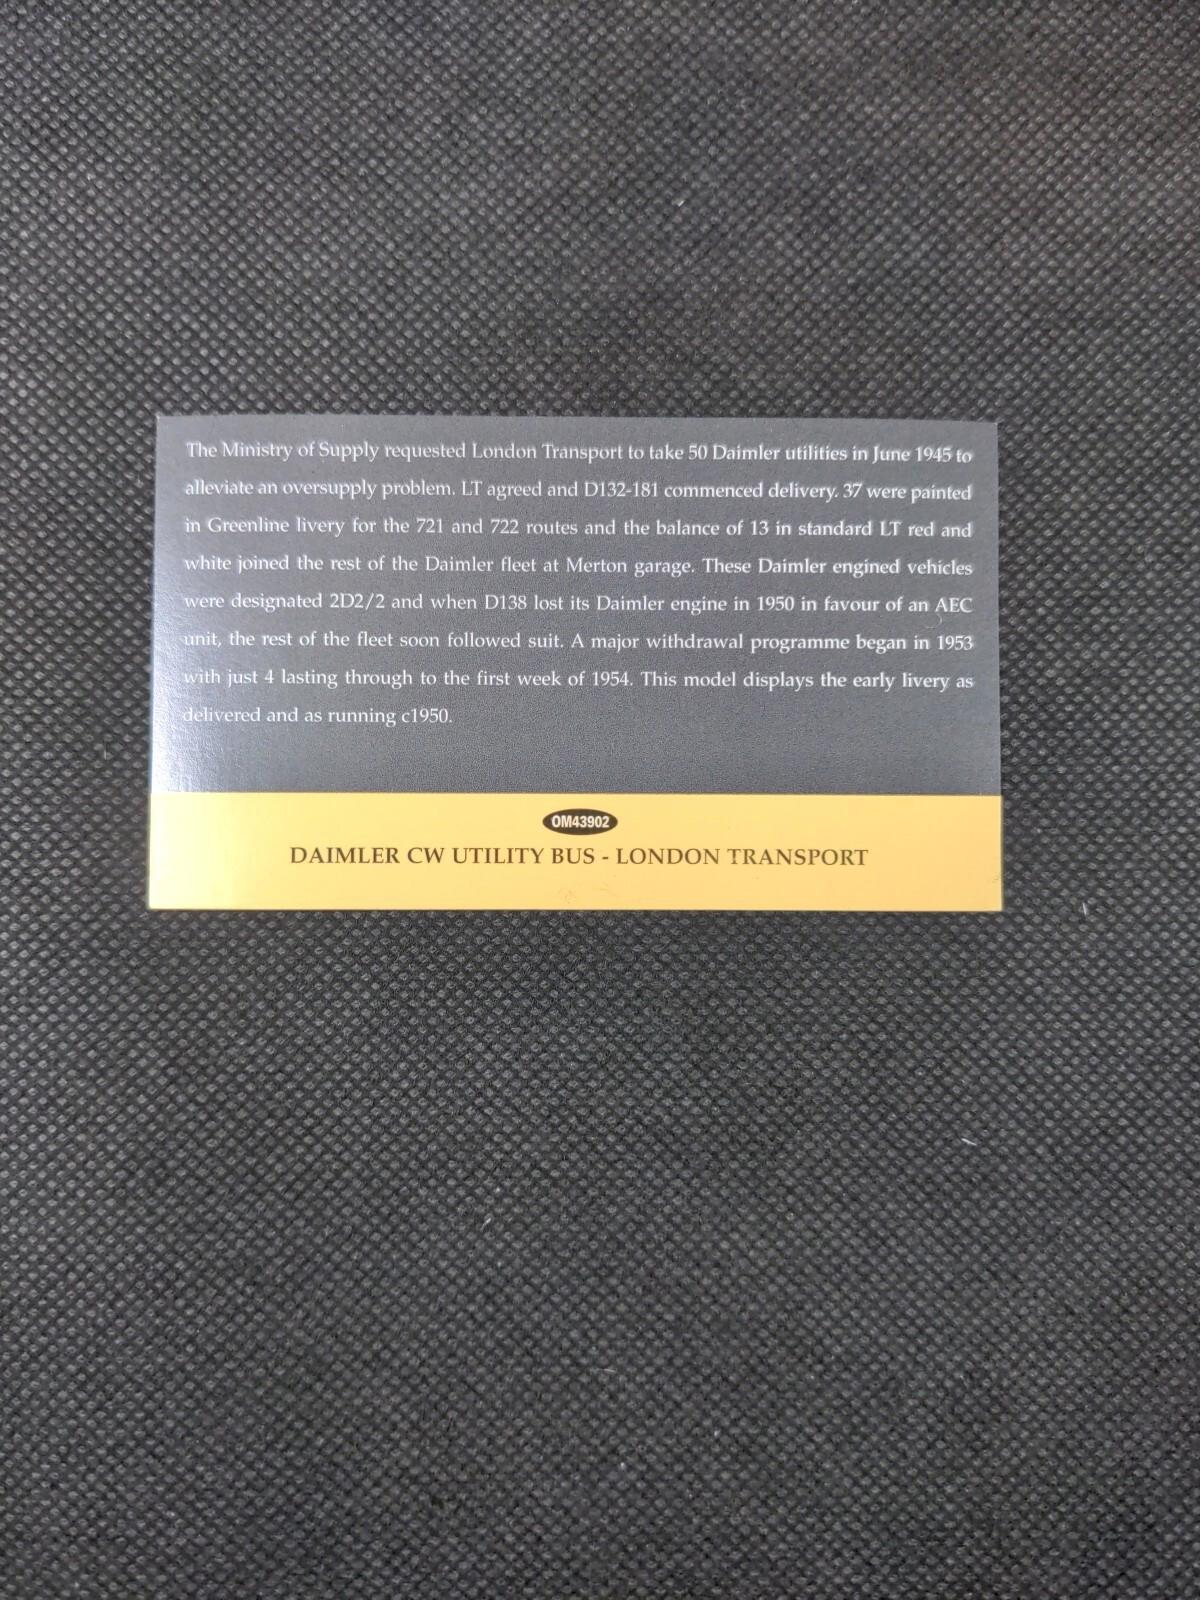 The Ministry of Supply requested London Transport to take 50 Daimler utilities in June 1945 to
alleviate an oversupply problem. LT agreed and D132-181 commenced delivery. 37 were painted
in Greenline livery for the 721 and 722 routes and the balance of 13 in standard LT red and
white joined the rest of the Daimler fleet at Merton garage. These Daimler engined vehicles
were designated 2D2/2 and when D138 lost its Daimler engine in 1950 in favour of an AEC
unit, the rest of the fleet soon followed suit. A major withdrawal programme began in 1953
with just 4 lasting through to the first week of 1954. This model displays the early livery as
delivered and as running c1950.
OM43902
DAIMLER CW UTILITY BUS - LONDON TRANSPORT